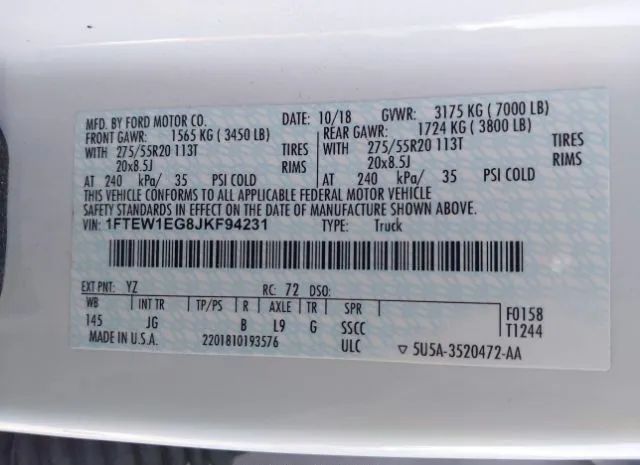 MFD. BY FORD MOTOR CO. DATE: 10/18 GVWR: 3175 KG ( 7000 LB)
FRONT GAWR: 1565 KG ( 3450 LB) REAR GAWR: 1724 KG ( 3800 LB)
WITH 275/55R20 113T TIRES WITH 275/55R20 113T TIRES
20x8.5J RIMS 20x8.5J RIMS
AT 240 kPa/ 35 PSI COLD AT 240 kPa/ 35 PSI COLD
THIS VEHICLE CONFORMS TO ALL APPLICABLE FEDERAL MOTOR VEHICLE
SAFETY STANDARDS IN EFFECT ON THE DATE OF MANUFACTURE SHOWN ABOVE.
VIN: 1FTEW1EG8JKF94231 TYPE: Truck
EXT PNT: YZ RC: 72 DSO:
WB INT TR TP/PS R AXLE TR SPR F0158
145 JG B L9 G SSCC T1244
MADE IN U.S.A. 2201810193576 ULC ▽ 5U5A-3520472-AA